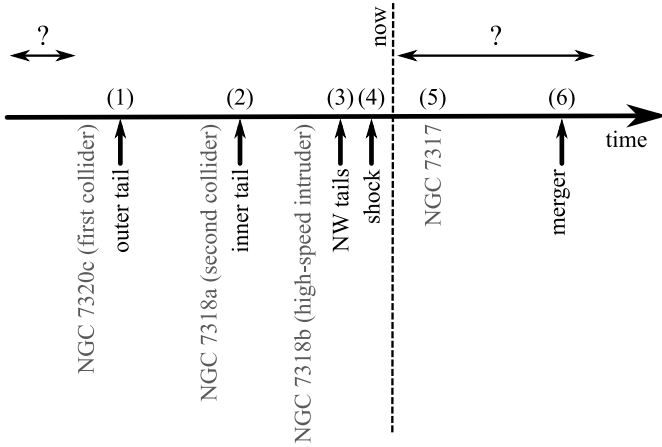 now
?
?
(1)
(2)
(3)
(4)
(5)
(6)
time
NGC 7320c (first collider)
outer tail
NGC 7318a (second collider)
inner tail
NGC 7318b (high-speed intruder)
NW tails
shock
NGC 7317
merger